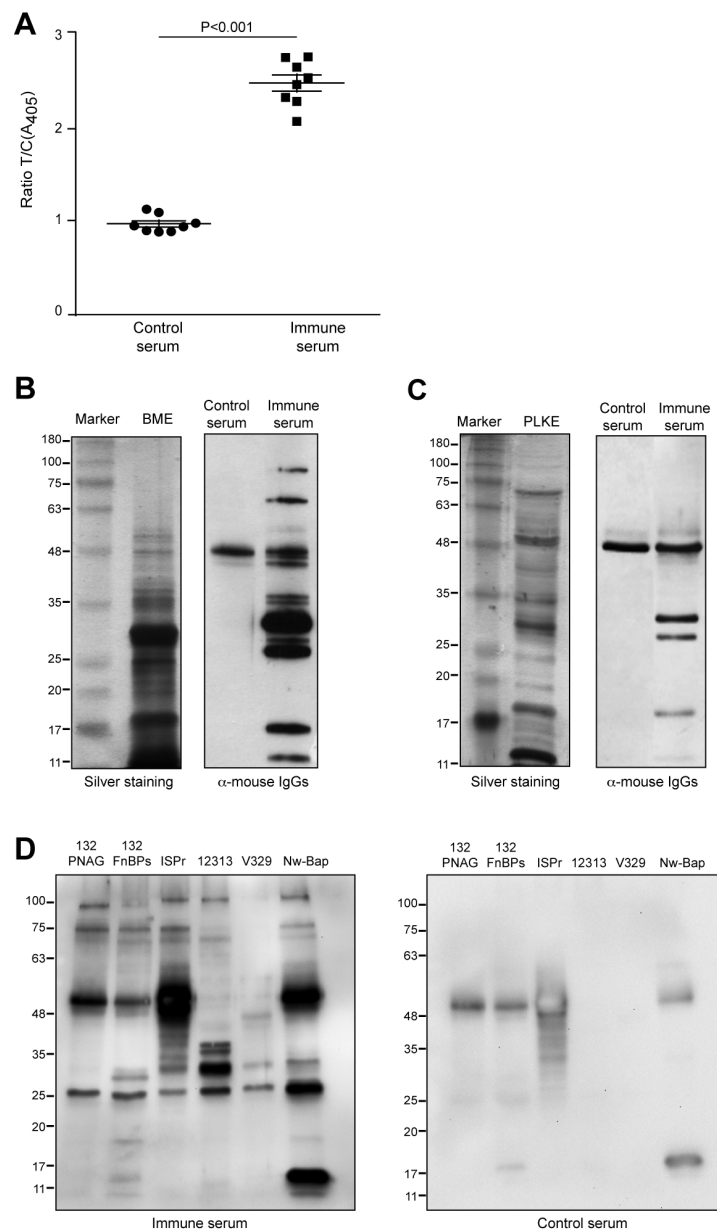 A
P<0.001
Ratio T/C(A405)
3
2
1
0
Control
serum
Immune
serum
B
Marker
BME
Control
serum
Immune
serum
180
100
75
63
48
35
25
20
17
11
Silver staining
α-mouse IgGs
C
Marker
PLKE
Control
serum
Immune
serum
180
100
75
63
48
35
25
20
17
11
Silver staining
α-mouse IgGs
D
132
PNAG
132
FnBPs
ISPr
12313
V329
Nw-Bap
100
75
63
48
35
25
20
17
11
Immune serum
132
PNAG
132
FnBPs
ISPr
12313
V329
Nw-Bap
100
75
63
48
35
25
20
17
11
Control serum